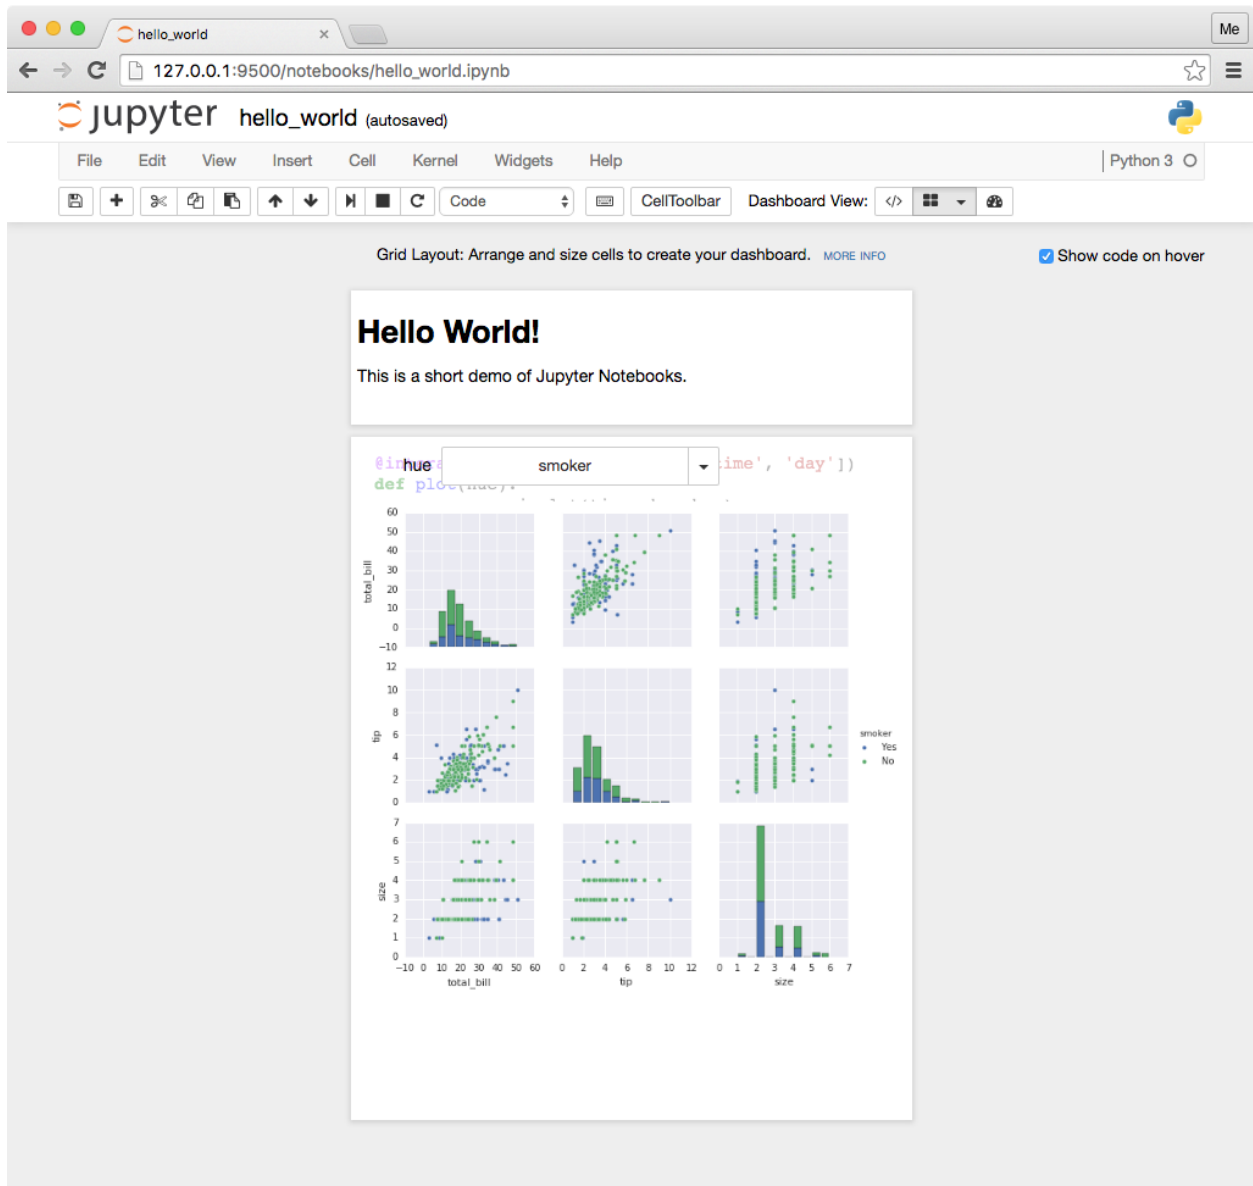 hello_world
Me
127.0.0.1:9500/notebooks/hello_world.ipynb
jupyter hello_world (autosaved)
File Edit View Insert Cell Kernel Widgets Help Python 3
Code CellToolbar Dashboard View: </>
Grid Layout: Arrange and size cells to create your dashboard. MORE INFO Show code on hover
Hello World!
This is a short demo of Jupyter Notebooks.
hue smoker 'day'])
def
60
50
40
30
20
10
0
−10
total_bill
12
10
8
6
4
2
0
tip
smoker
Yes
No
7
6
5
4
3
2
1
0
size
−10 0 10 20 30 40 50 60 0 2 4 6 8 10 12 0 1 2 3 4 5 6 7
total_bill tip size